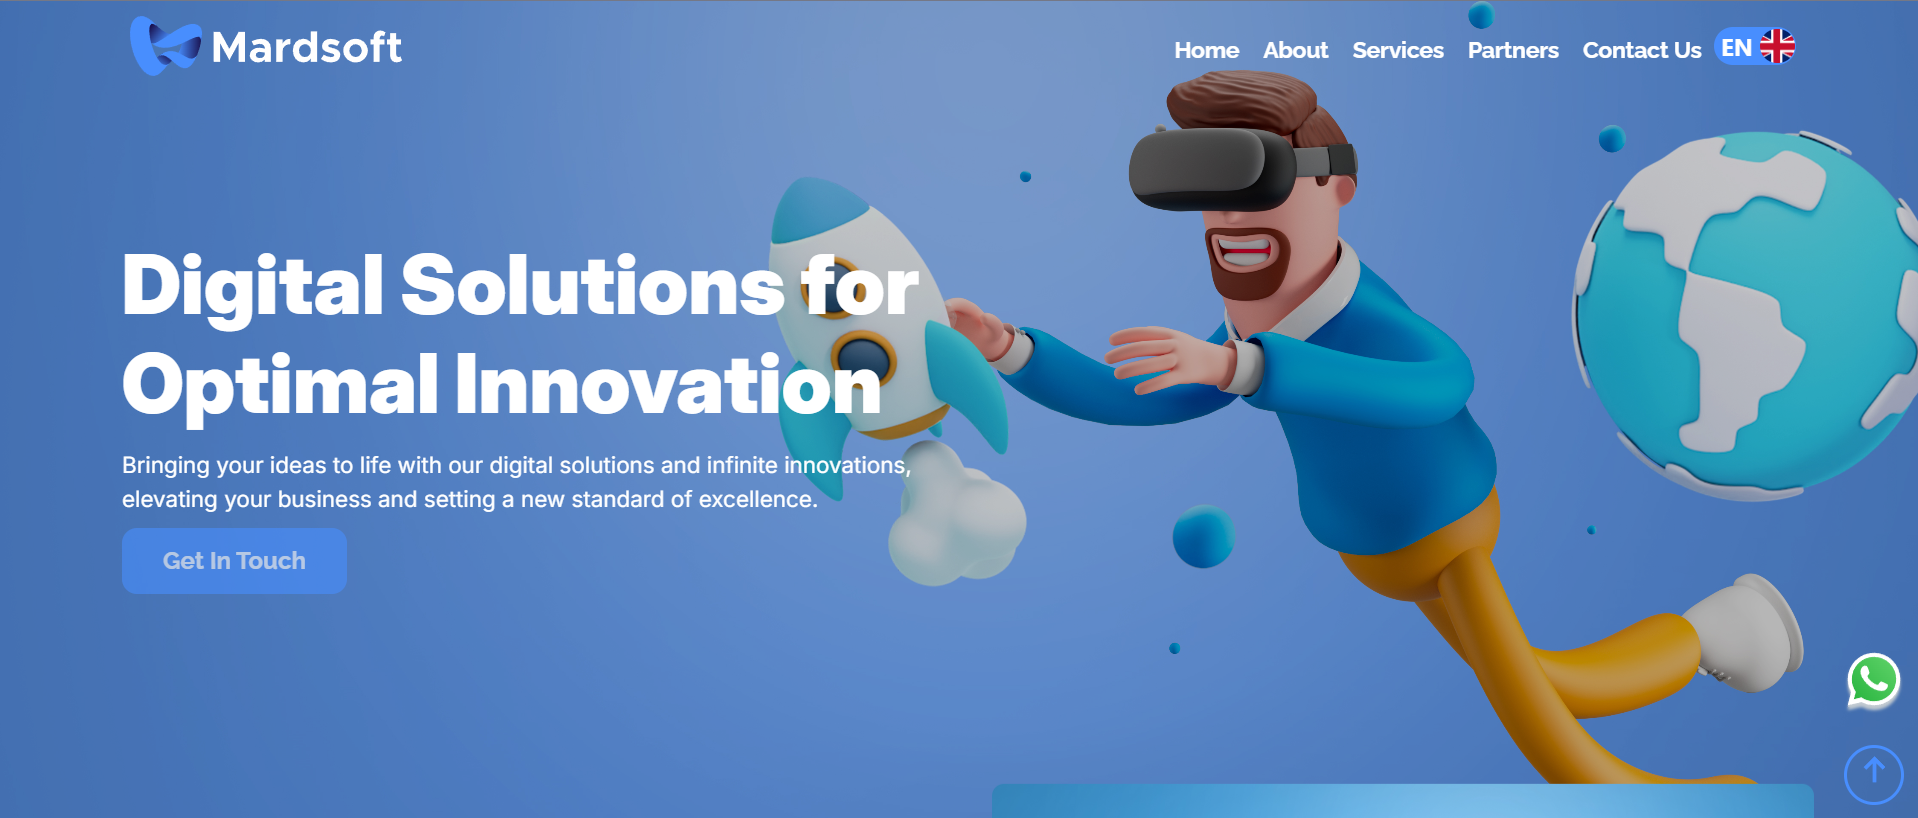 Mardsoft
Home About Services Partners Contact Us EN
Digital Solutions for
Optimal Innovation
Bringing your ideas to life with our digital solutions and infinite innovations,
elevating your business and setting a new standard of excellence.
Get In Touch